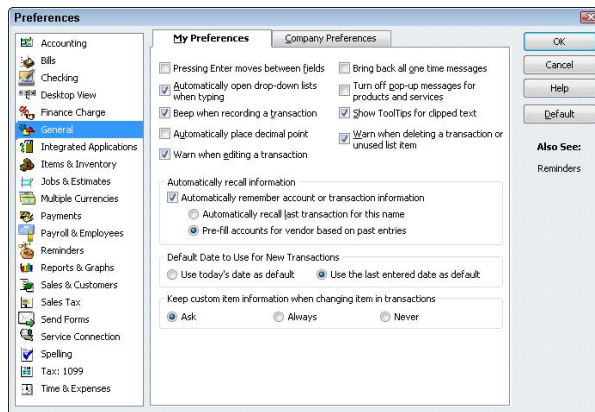 Preferences
Accounting
Bills
Checking
Desktop View
Finance Charge
General
Integrated Applications
Items & Inventory
Jobs & Estimates
Multiple Currencies
Payments
Payroll & Employees
Reminders
Reports & Graphs
Sales & Customers
Sales Tax
Send Forms
Service Connection
Spelling
Tax: 1099
Time & Expenses
My Preferences
Company Preferences
Pressing Enter moves between fields
Automatically open drop-down lists
when typing
Beep when recording a transaction
Automatically place decimal point
Warn when editing a transaction
Bring back all one time messages
Turn off pop-up messages for
products and services
Show ToolTips for clipped text
Warn when deleting a transaction or
unused list item
Automatically recall information
Automatically remember account or transaction information
Automatically recall last transaction for this name
Pre-fill accounts for vendor based on past entries
Default Date to Use for New Transactions
Use today's date as default
Use the last entered date as default
Keep custom item information when changing item in transactions
Ask
Always
Never
OK
Cancel
Help
Default
Also See:
Reminders